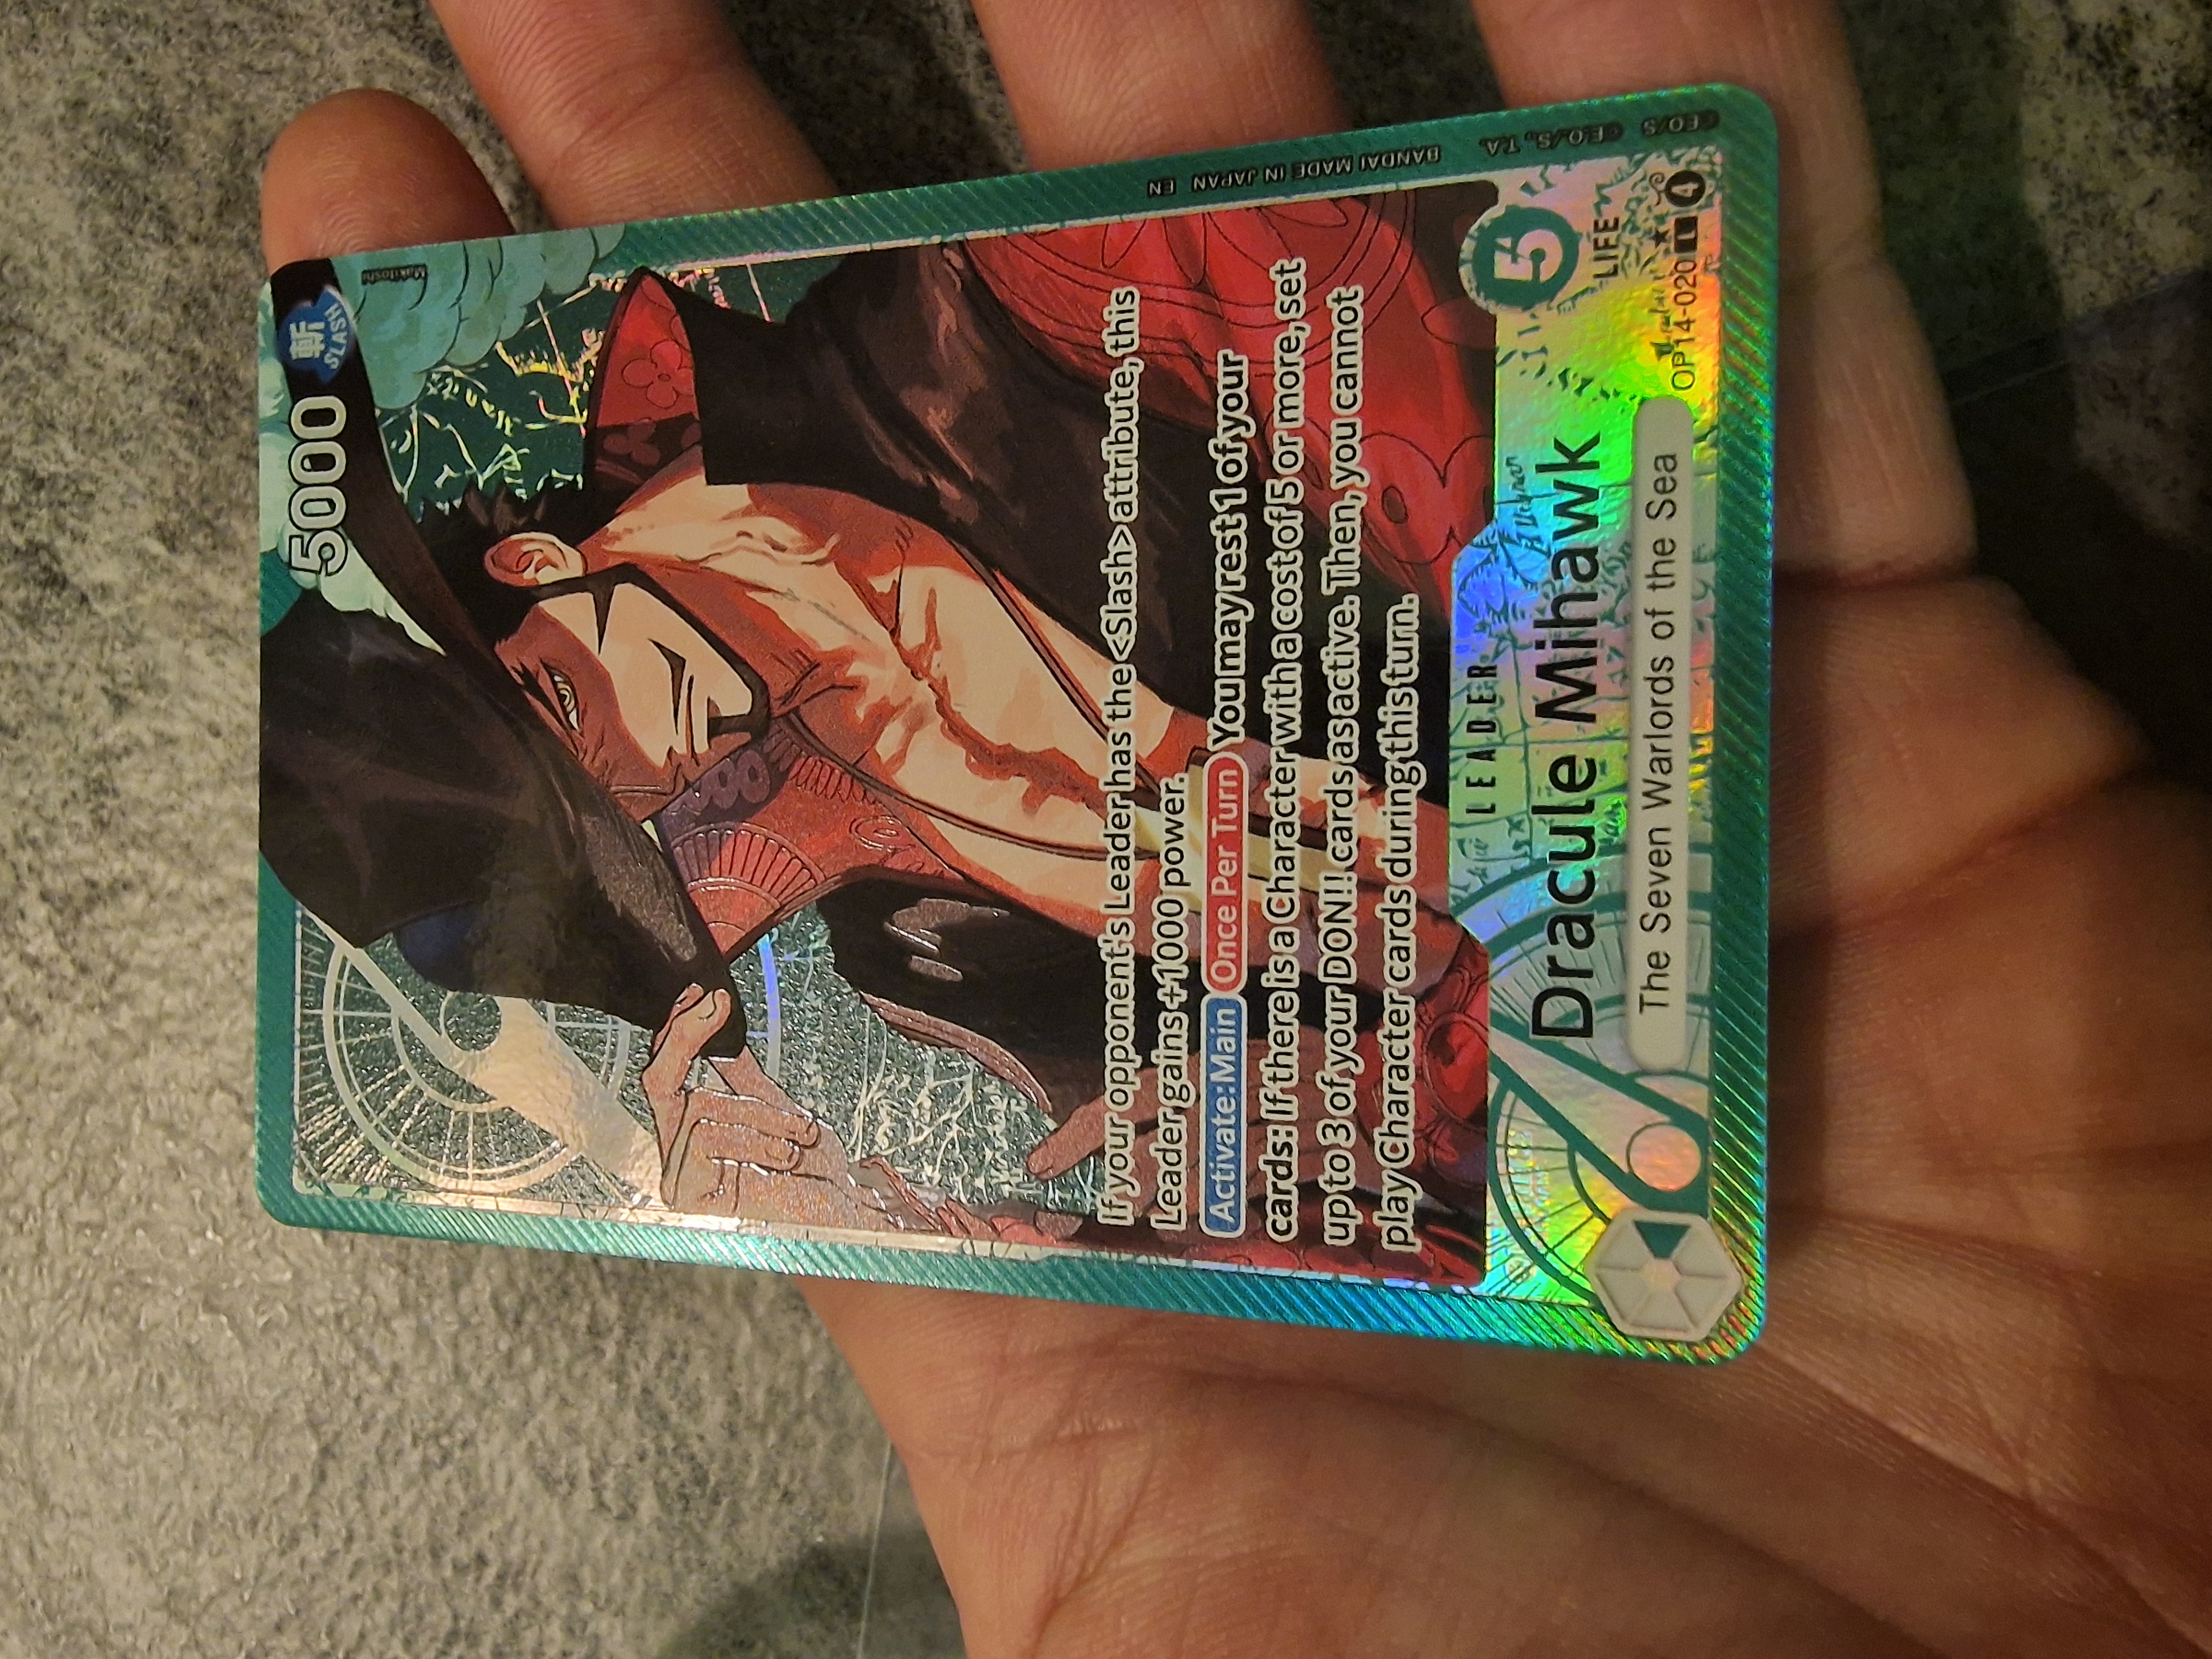 5000
斬
SLASH
Makitoshi
If your opponent's Leader has the <Slash> attribute, this
Leader gains +1000 power.
Activate: Main Once Per Turn You may rest 1 of your
cards: If there is a Character with a cost of 5 or more, set
up to 3 of your DON!! cards as active. Then, you cannot
play Character cards during this turn.
LEADER
5
LIFE
Dracule Mihawk
The Seven Warlords of the Sea
OP14-020 L ★ 4
BANDAI MADE IN JAPAN EN